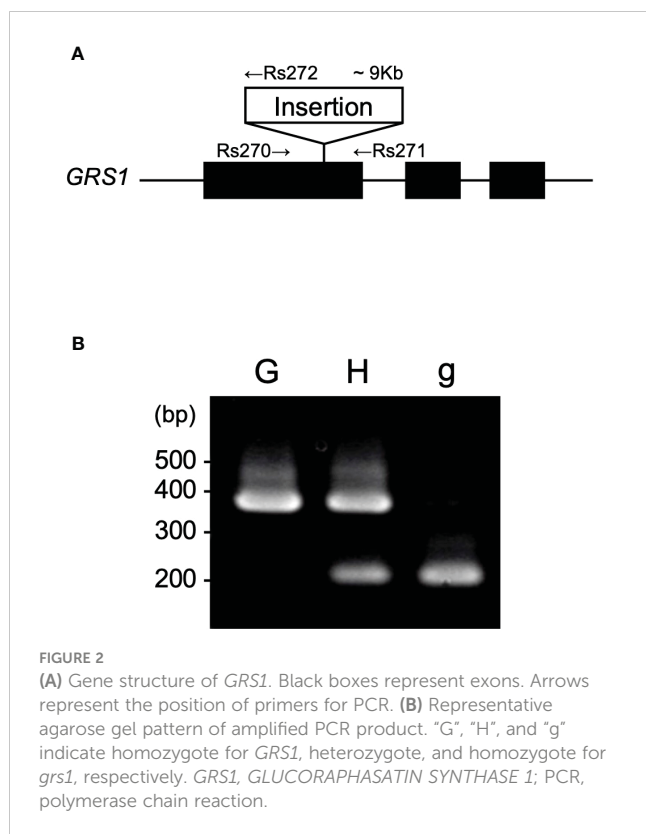 A
←Rs272 ~ 9Kb
Insertion
Rs270→ ←Rs271
GRS1
B
G H g
(bp)
500
400
300
200
FIGURE 2
(A) Gene structure of GRS1. Black boxes represent exons. Arrows
represent the position of primers for PCR. (B) Representative
agarose gel pattern of amplified PCR product. “G”, “H”, and “g”
indicate homozygote for GRS1, heterozygote, and homozygote for
grs1, respectively. GRS1, GLUCORAPHASATIN SYNTHASE 1; PCR,
polymerase chain reaction.